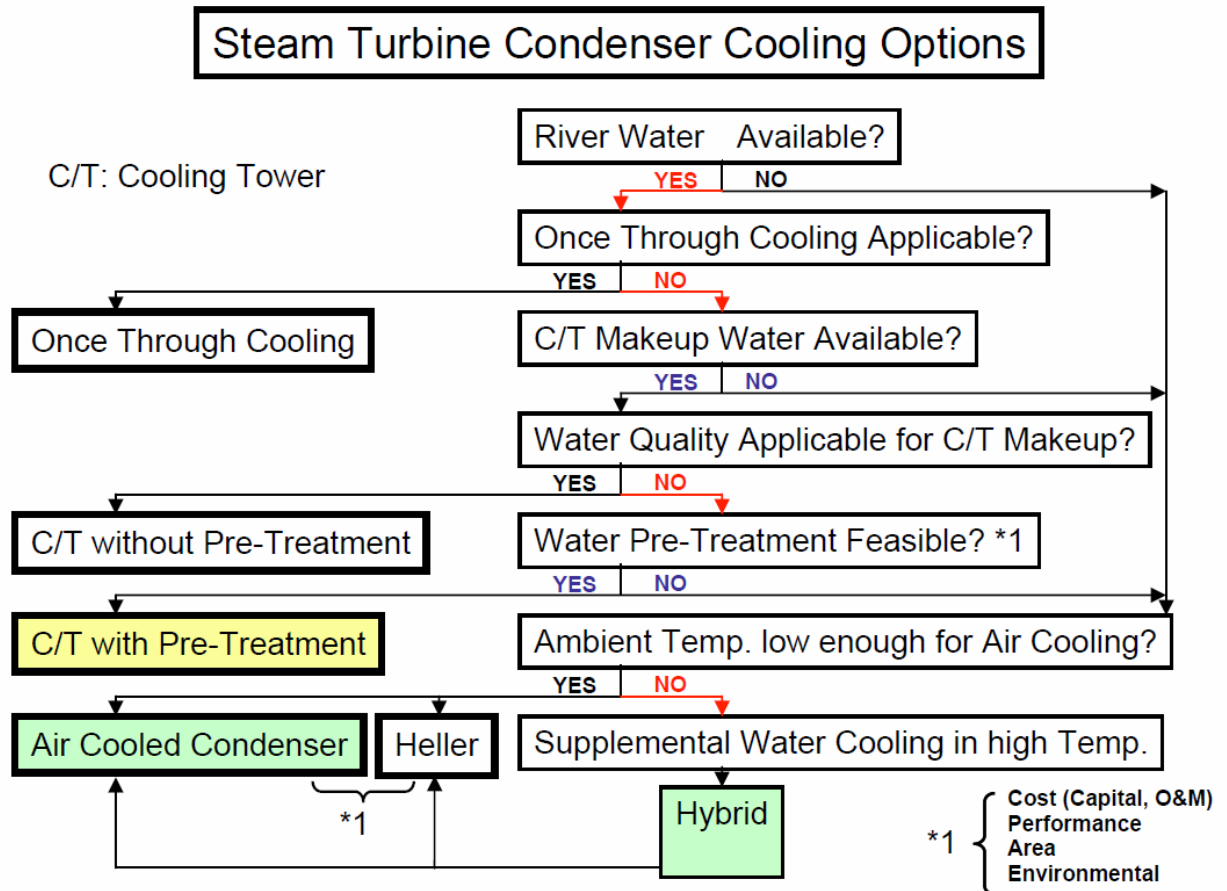 Steam Turbine Condenser Cooling Options
River Water Available?
C/T: Cooling Tower
YES NO
Once Through Cooling Applicable?
YES NO
Once Through Cooling
C/T Makeup Water Available?
YES NO
Water Quality Applicable for C/T Makeup?
YES NO
C/T without Pre-Treatment
Water Pre-Treatment Feasible? *1
YES NO
C/T with Pre-Treatment
Ambient Temp. low enough for Air Cooling?
YES NO
Air Cooled Condenser
Heller
Supplemental Water Cooling in high Temp.
*1
Hybrid
*1
Cost (Capital, O&M)
Performance
Area
Environmental